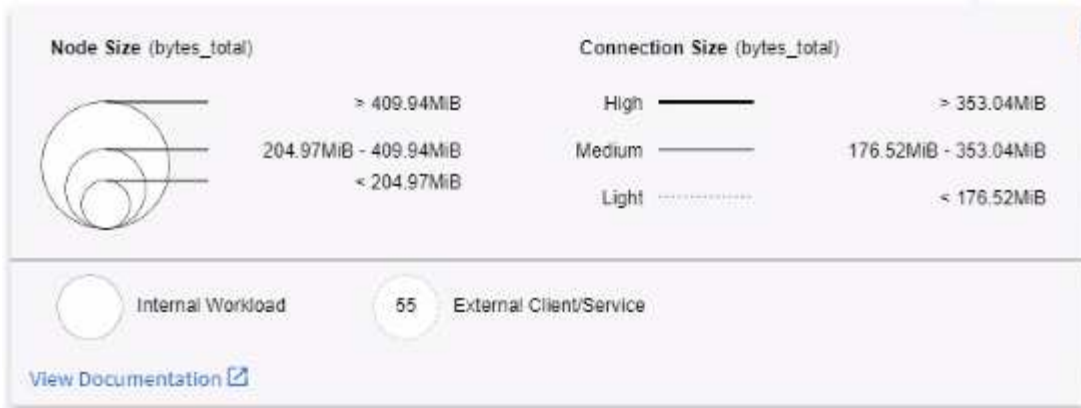 Node Size (bytes_total)
> 409.94MiB
204.97MiB - 409.94MiB
< 204.97MiB
Connection Size (bytes_total)
High > 353.04MiB
Medium 176.52MiB - 353.04MiB
Light < 176.52MiB
Internal Workload
55 External Client/Service
View Documentation